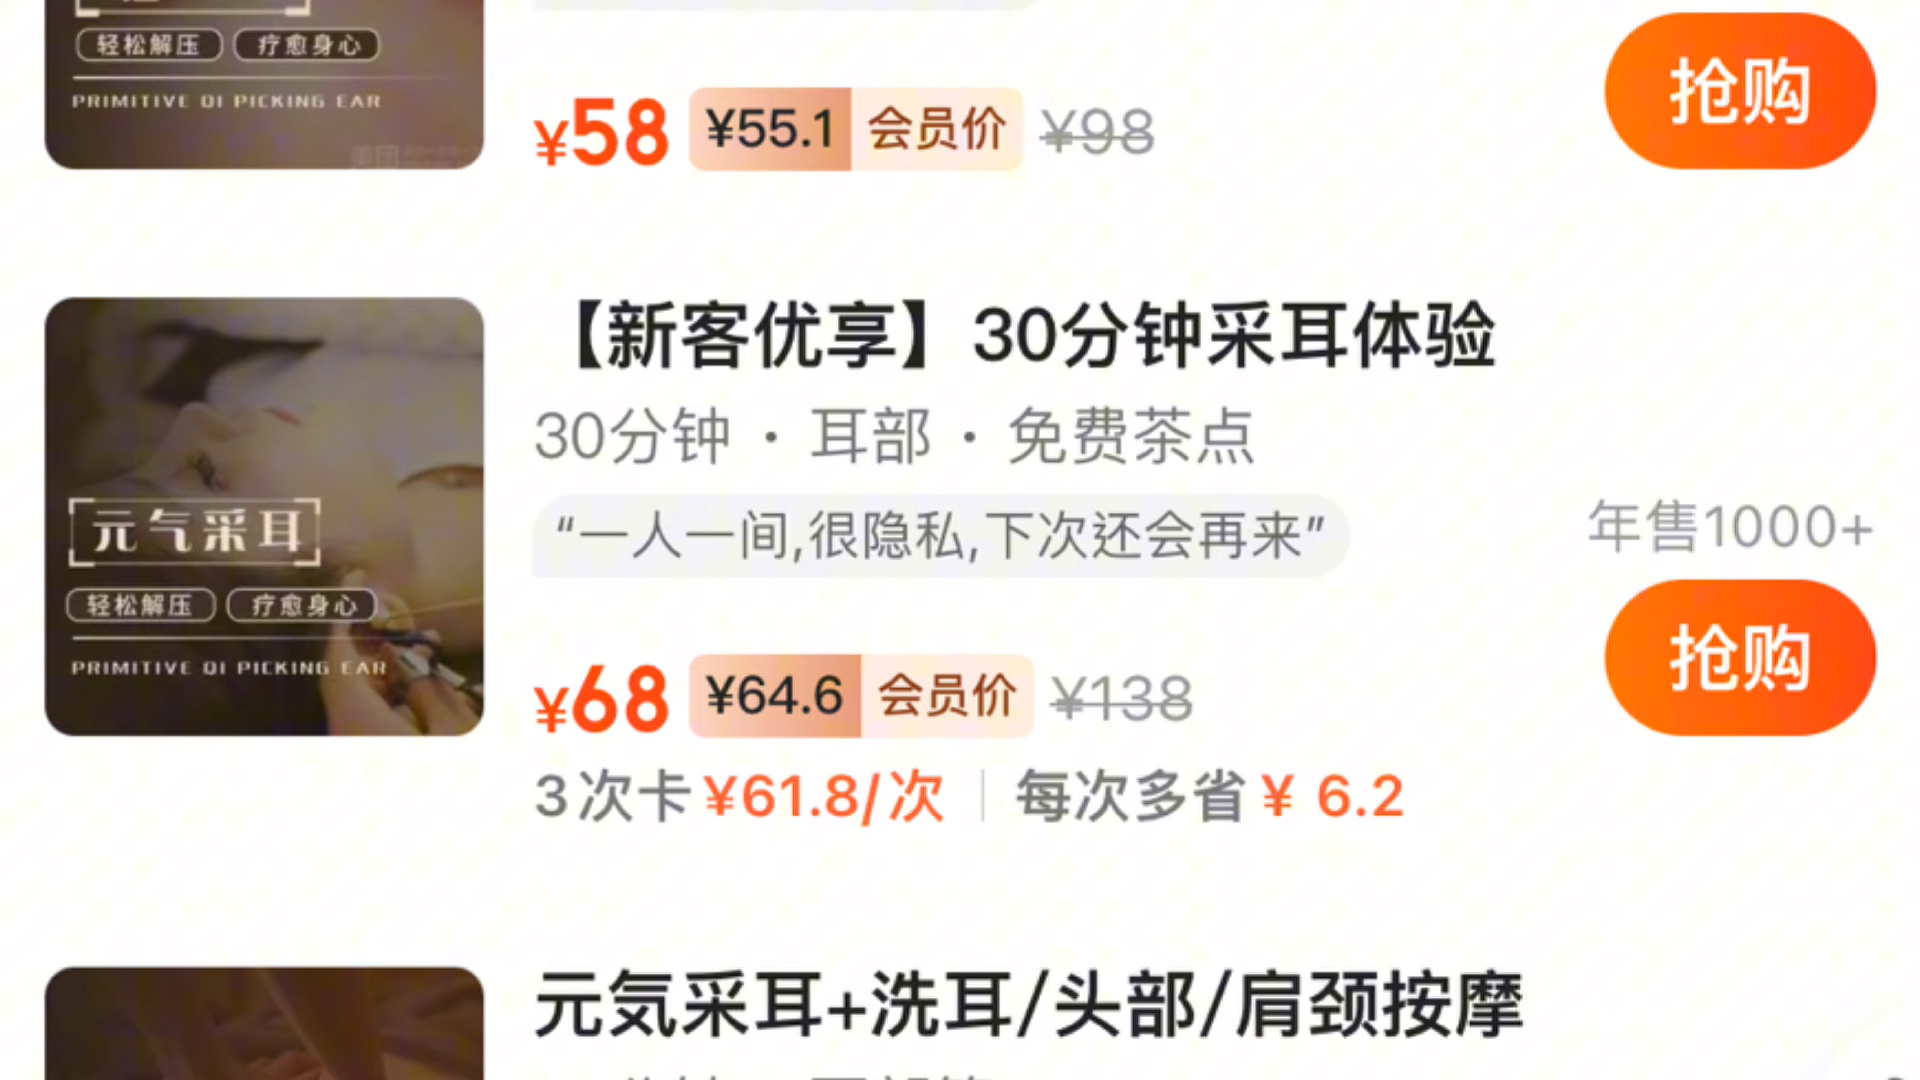 轻松解压 疗愈身心
PRIMITIVE QI PICKING EAR
美团
¥58 ¥55.1 会员价 ¥98
抢购
【新客优享】30分钟采耳体验
30分钟 · 耳部 · 免费茶点
“一人一间,很隐私,下次还会再来”
年售1000+
元气采耳
轻松解压 疗愈身心
PRIMITIVE QI PICKING EAR
¥68 ¥64.6 会员价 ¥138
抢购
3次卡¥61.8/次 | 每次多省¥ 6.2
元気采耳+洗耳/头部/肩颈按摩